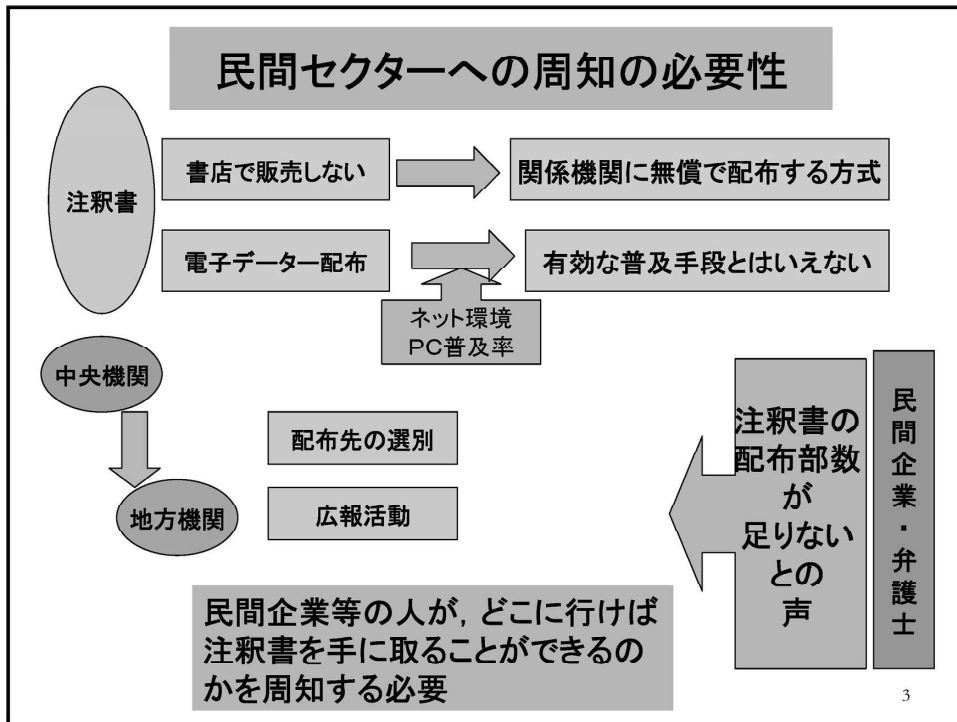 民間セクターへの周知の必要性
注釈書
書店で販売しない
関係機関に無償で配布する方式
電子データー配布
有効な普及手段とはいえない
ネット環境
PC普及率
中央機関
地方機関
配布先の選別
広報活動
注釈書の
配布部数
が
足りない
との
声
民間企業・弁護士
民間企業等の人が，どこに行けば
注釈書を手に取ることができるの
かを周知する必要
3